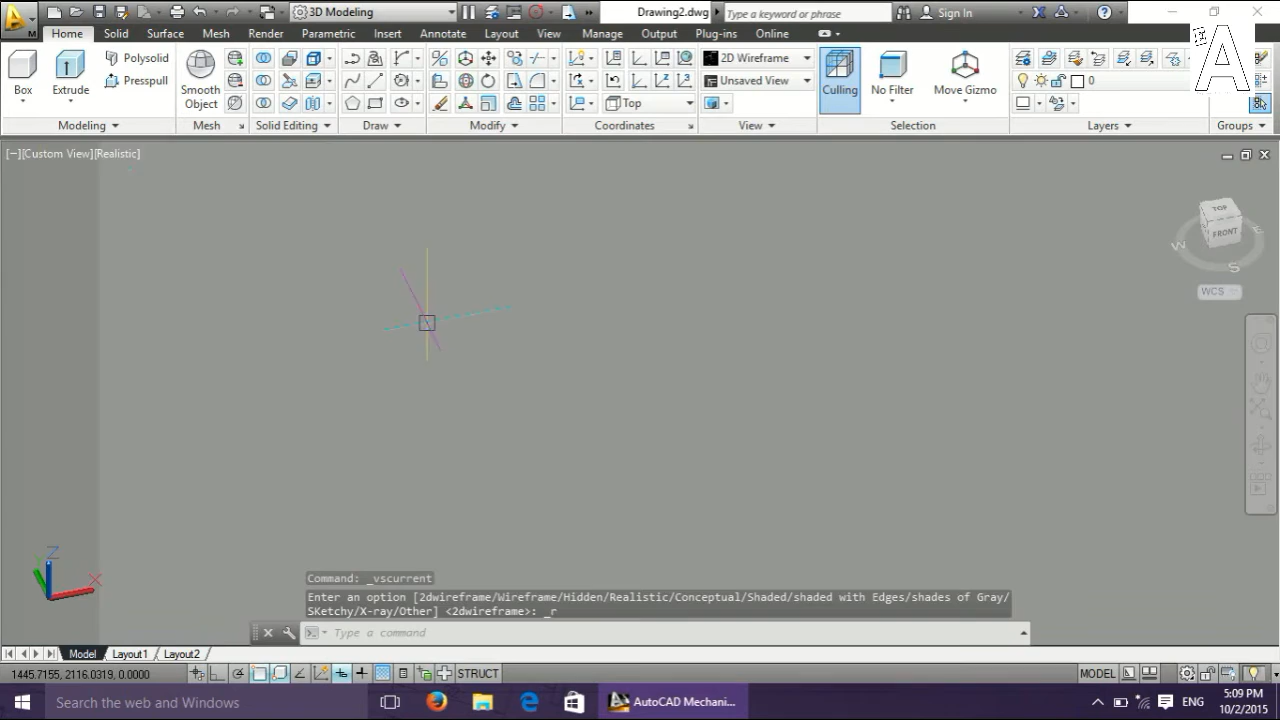 M
3D Modeling
Drawing2.dwg
Type a keyword or phrase
Sign In
Home
Solid
Surface
Mesh
Render
Parametric
Insert
Annotate
Layout
View
Manage
Output
Plug-ins
Online
A
Box
Extrude
Polysolid
Presspull
Smooth
Object
2D Wireframe
Unsaved View
Top
Culling
No Filter
Move Gizmo
0
Modeling
Mesh
Solid Editing
Draw
Modify
Coordinates
View
Selection
Layers
Groups
[−][Custom View][Realistic]
TOP
FRONT
W
E
S
WCS
Z
X
Command: _vscurrent
Enter an option [2dwireframe/Wireframe/Hidden/Realistic/Conceptual/Shaded/shaded with Edges/shades of Gray/
SKetchy/X-ray/Other] <2dwireframe>: _r
Type a command
Model
Layout1
Layout2
1445.7155, 2116.0319, 0.0000
STRUCT
MODEL
Search the web and Windows
AutoCAD Mechani...
ENG
5:09 PM
10/2/2015